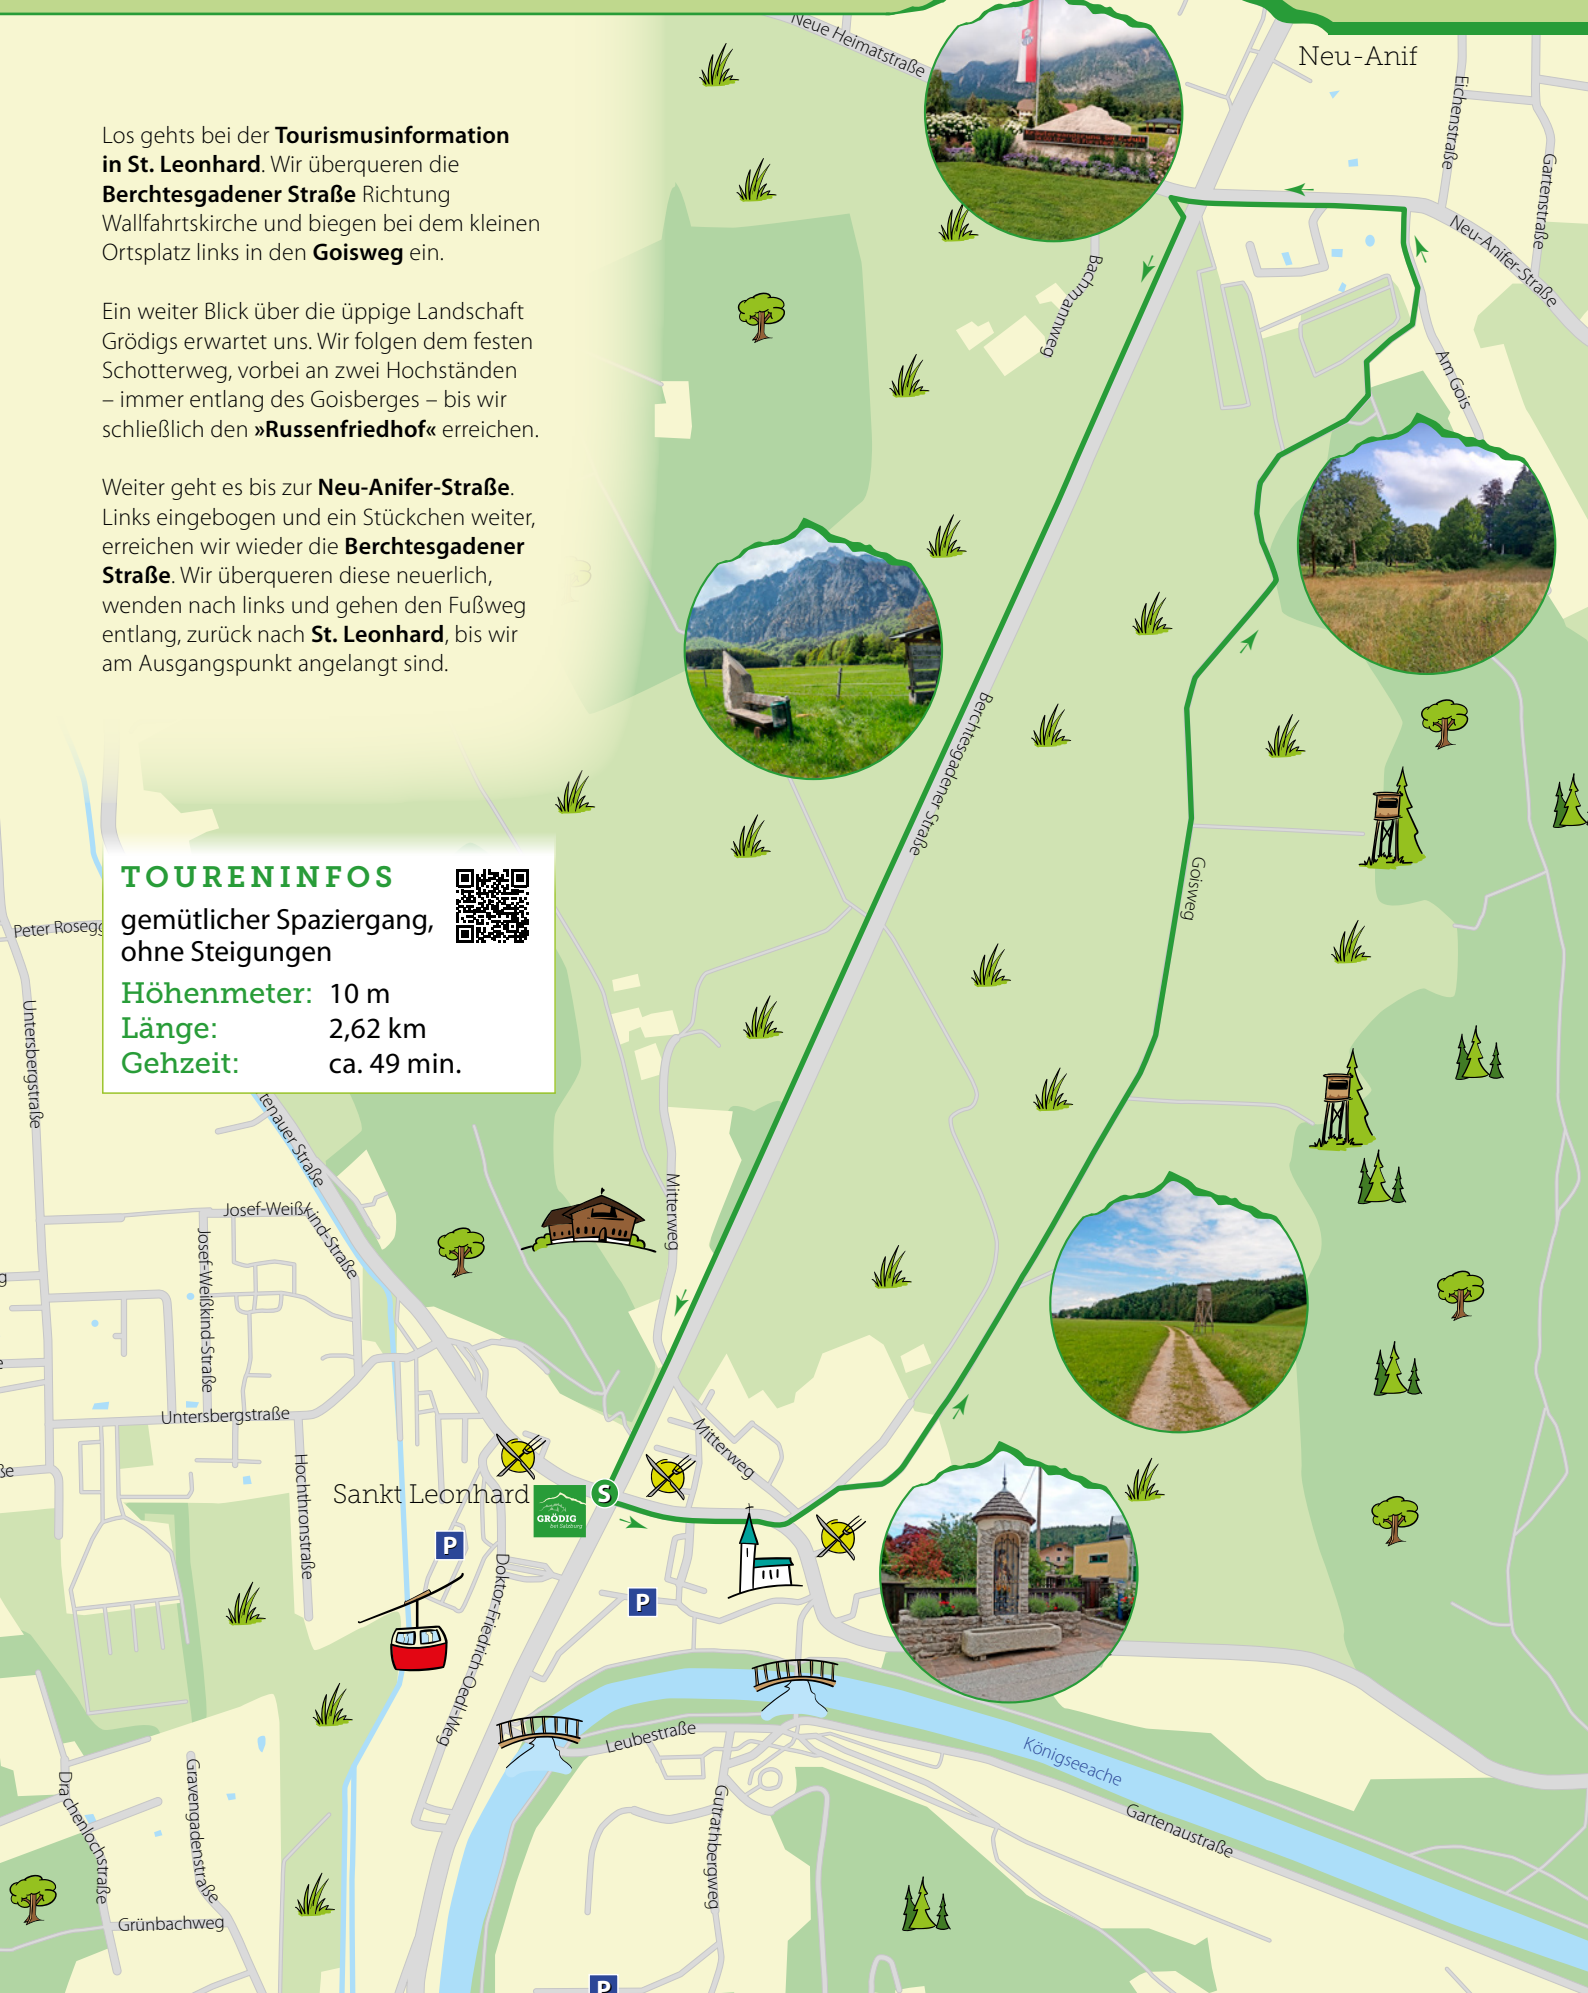 Los gehts bei der Tourismusinformation
in St. Leonhard. Wir überqueren die
Berchtesgadener Straße Richtung
Wallfahrtskirche und biegen bei dem kleinen
Ortsplatz links in den Goisweg ein.
Ein weiter Blick über die üppige Landschaft
Grödigs erwartet uns. Wir folgen dem festen
Schotterweg, vorbei an zwei Hochständen
– immer entlang des Goisberges – bis wir
schließlich den »Russenfriedhof« erreichen.
Weiter geht es bis zur Neu-Anifer-Straße.
Links eingebogen und ein Stückchen weiter,
erreichen wir wieder die Berchtesgadener
Straße. Wir überqueren diese neuerlich,
wenden nach links und gehen den Fußweg
entlang, zurück nach St. Leonhard, bis wir
am Ausgangspunkt angelangt sind.
TOURENINFOS
gemütlicher Spaziergang,
ohne Steigungen
Höhenmeter: 10 m
Länge: 2,62 km
Gehzeit: ca. 49 min.
Neue Heimatstraße
Neu-Anif
Eichenstraße
Gartenstraße
Neu-Anifer-Straße
Bachmannweg
Am Gois
Berchtesgadener Straße
Goisweg
Peter Rosegg
Untersbergstraße
tenauer Straße
Mitterweg
Josef-Weißkind-Straße
Josef-Weißkind-Straße
Untersbergstraße
Mitterweg
Hochthronstraße
Sankt Leonhard
GRÖDIG
bei Salzburg
S
P
P
Doktor-Friedrich-Oedl-Weg
Leubestraße
Königseeache
Gartenaustraße
Gutrathbergweg
Drachenlochstraße
Gravengadenstraße
Grünbachweg
P